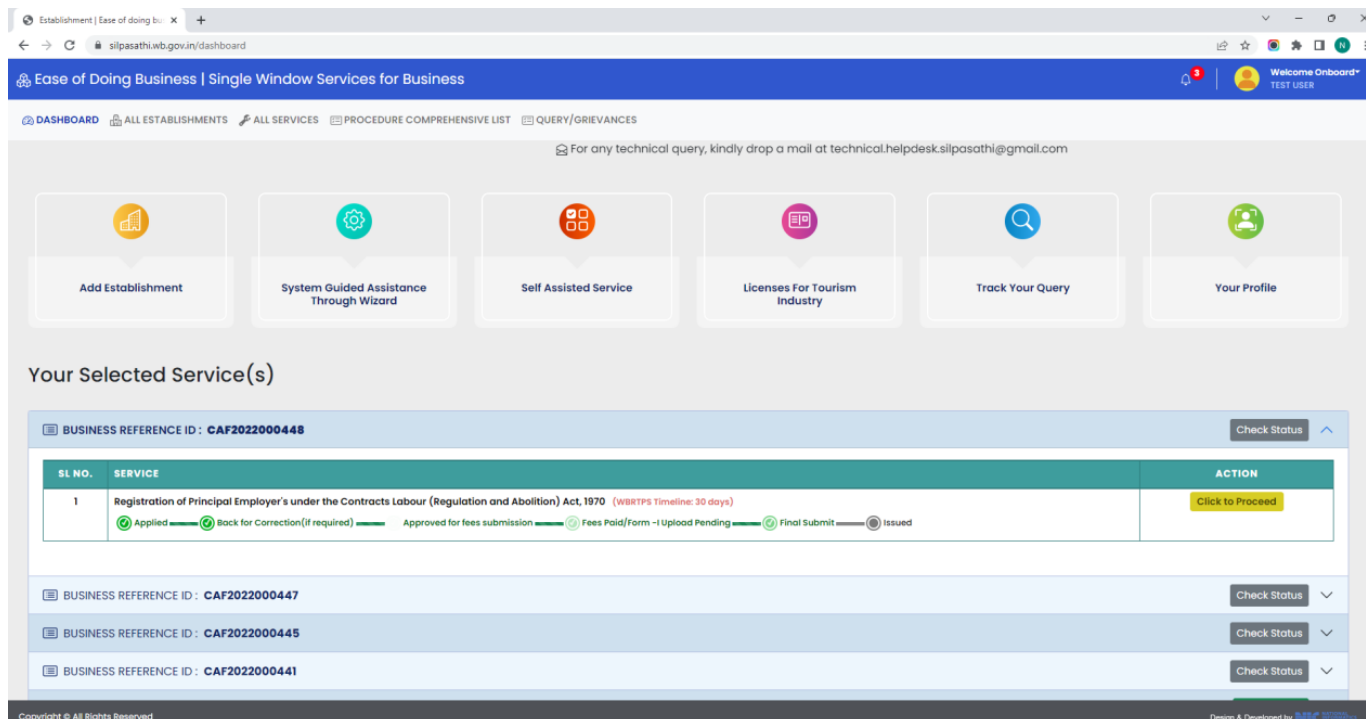 Establishment | Ease of doing bu
silpasathi.wb.gov.in/dashboard
N
Ease of Doing Business | Single Window Services for Business
3
Welcome Onboard
TEST USER
DASHBOARD ALL ESTABLISHMENTS ALL SERVICES PROCEDURE COMPREHENSIVE LIST QUERY/GRIEVANCES
For any technical query, kindly drop a mail at technical.helpdesk.silpasathi@gmail.com
Add Establishment
System Guided Assistance
Through Wizard
Self Assisted Service
Licenses For Tourism
Industry
Track Your Query
Your Profile
Your Selected Service(s)
BUSINESS REFERENCE ID : CAF2022000448 Check Status
SL NO. SERVICE ACTION
1 Registration of Principal Employer's under the Contracts Labour (Regulation and Abolition) Act, 1970 (WBRTPS Timeline: 30 days) Click to Proceed
Applied Back for Correction(if required) Approved for fees submission Fees Paid/Form -I Upload Pending Final Submit Issued
BUSINESS REFERENCE ID : CAF2022000447 Check Status
BUSINESS REFERENCE ID : CAF2022000445 Check Status
BUSINESS REFERENCE ID : CAF2022000441 Check Status
Copyright © All Rights Reserved Design & Developed by NIC